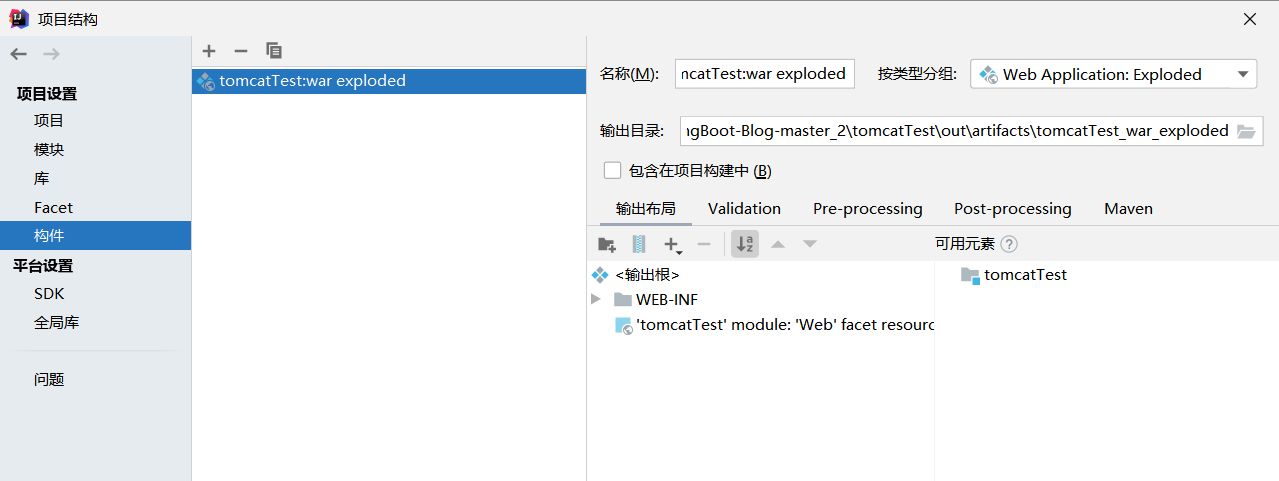 项目结构
项目设置
项目
模块
库
Facet
构件
平台设置
SDK
全局库
问题
tomcatTest:war exploded
名称(M): mcatTest:war exploded 按类型分组: Web Application: Exploded
输出目录: ngBoot-Blog-master_2\tomcatTest\out\artifacts\tomcatTest_war_exploded
包含在项目构建中 (B)
输出布局 Validation Pre-processing Post-processing Maven
可用元素 ?
<输出根>
WEB-INF
'tomcatTest' module: 'Web' facet resourc
tomcatTest